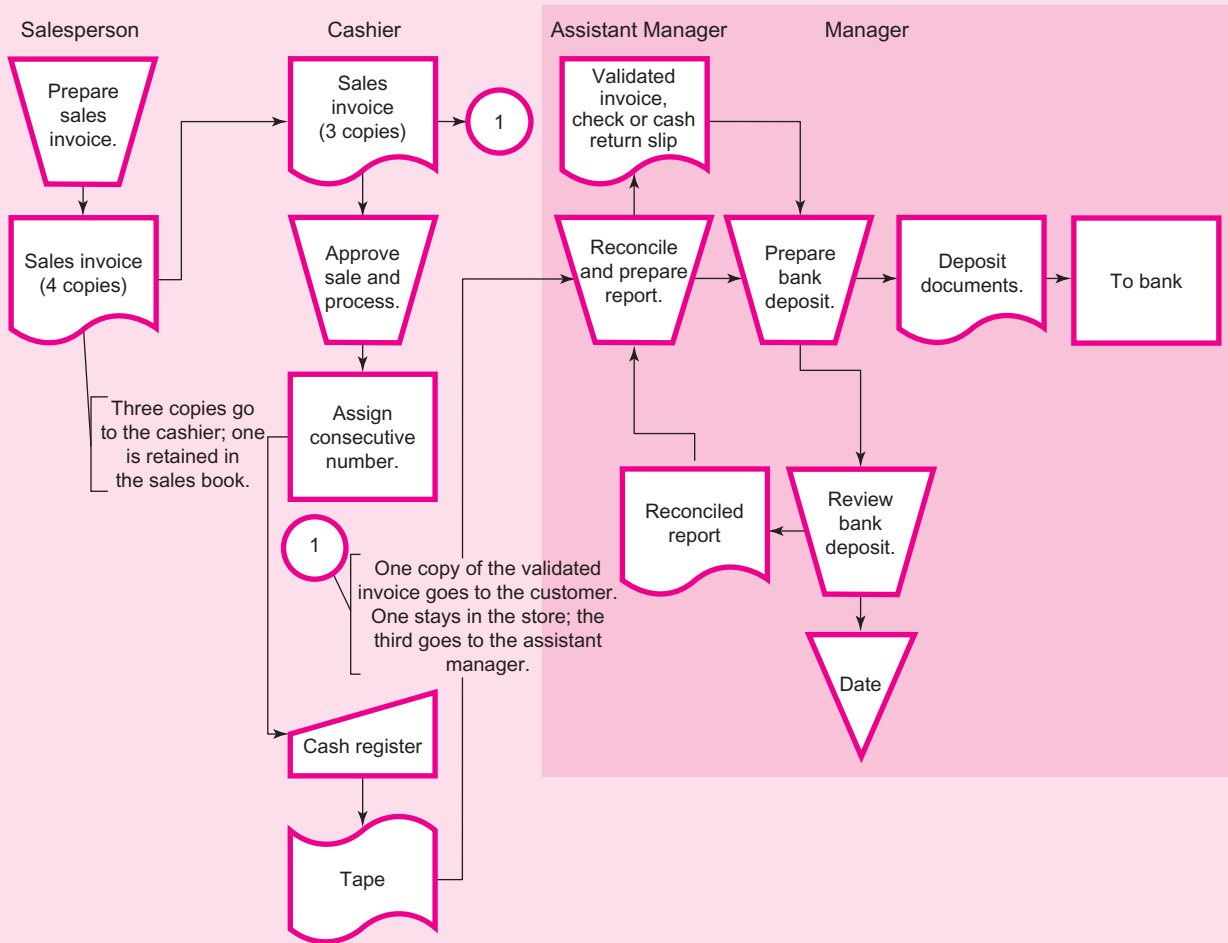 Salesperson
Cashier
Assistant Manager
Manager
Prepare
sales
invoice.
Sales invoice
(4 copies)
Three copies go
to the cashier; one
is retained in
the sales book.
Sales
invoice
(3 copies)
1
Approve
sale and
process.
Assign
consecutive
number.
1
One copy of the validated
invoice goes to the customer.
One stays in the store; the
third goes to the assistant
manager.
Cash register
Tape
Validated
invoice,
check or cash
return slip
Reconcile
and prepare
report.
Prepare
bank
deposit.
Deposit
documents.
To bank
Reconciled
report
Review
bank
deposit.
Date